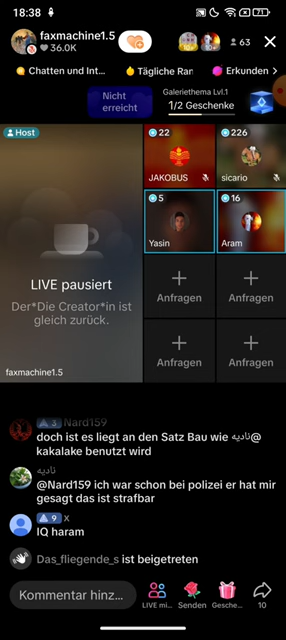 18:38
71
faxmachine1.5
36.0K
63
Chatten und Int...
Tägliche Ran
Erkunden >
Nicht
erreicht
Galeriethema Lvl.1
1/2 Geschenke
Host
22
226
JAKOBUS
sicario
5
16
Yasin
Aram
LIVE pausiert
Der*Die Creator*in ist
gleich zurück.
faxmachine1.5
+
Anfragen
+
Anfragen
+
Anfragen
+
Anfragen
3 Nard159
doch ist es liegt an den Satz Bau wie نادیه@
kakalake benutzt wird
نادیه
@Nard159 ich war schon bei polizei er hat mir
gesagt das ist strafbar
9 X
IQ haram
Das_fliegende_s ist beigetreten
Kommentar hinz...
LIVE mi...
Senden
Gesche...
10